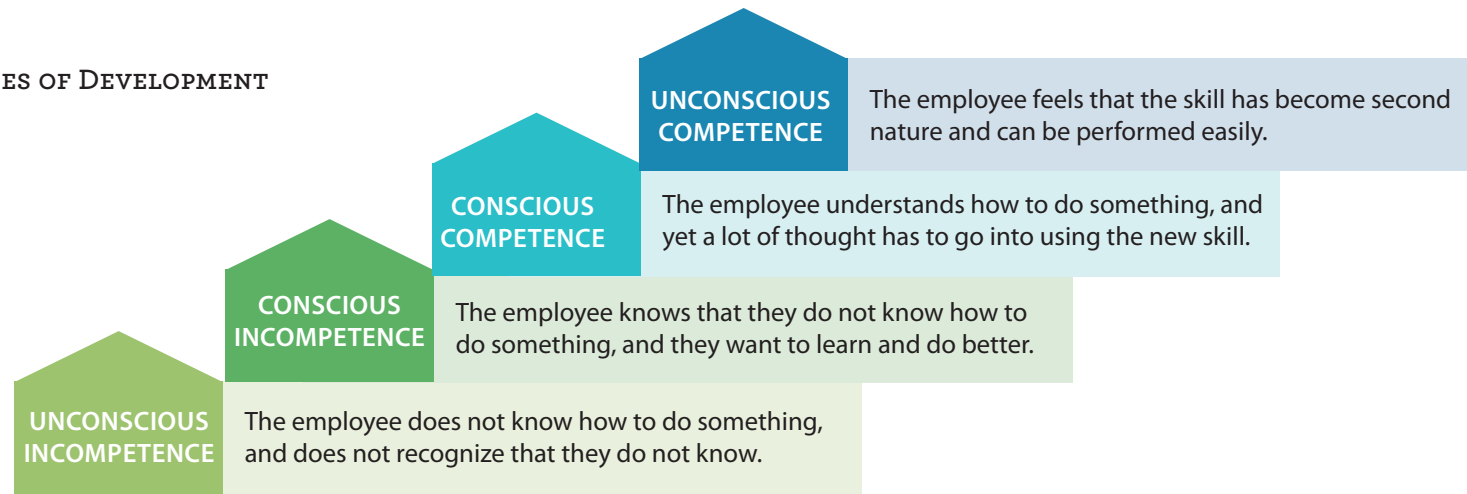 ES OF DEVELOPMENT
UNCONSCIOUS
COMPETENCE
The employee feels that the skill has become second
nature and can be performed easily.
CONSCIOUS
COMPETENCE
The employee understands how to do something, and
yet a lot of thought has to go into using the new skill.
CONSCIOUS
INCOMPETENCE
The employee knows that they do not know how to
do something, and they want to learn and do better.
UNCONSCIOUS
INCOMPETENCE
The employee does not know how to do something,
and does not recognize that they do not know.